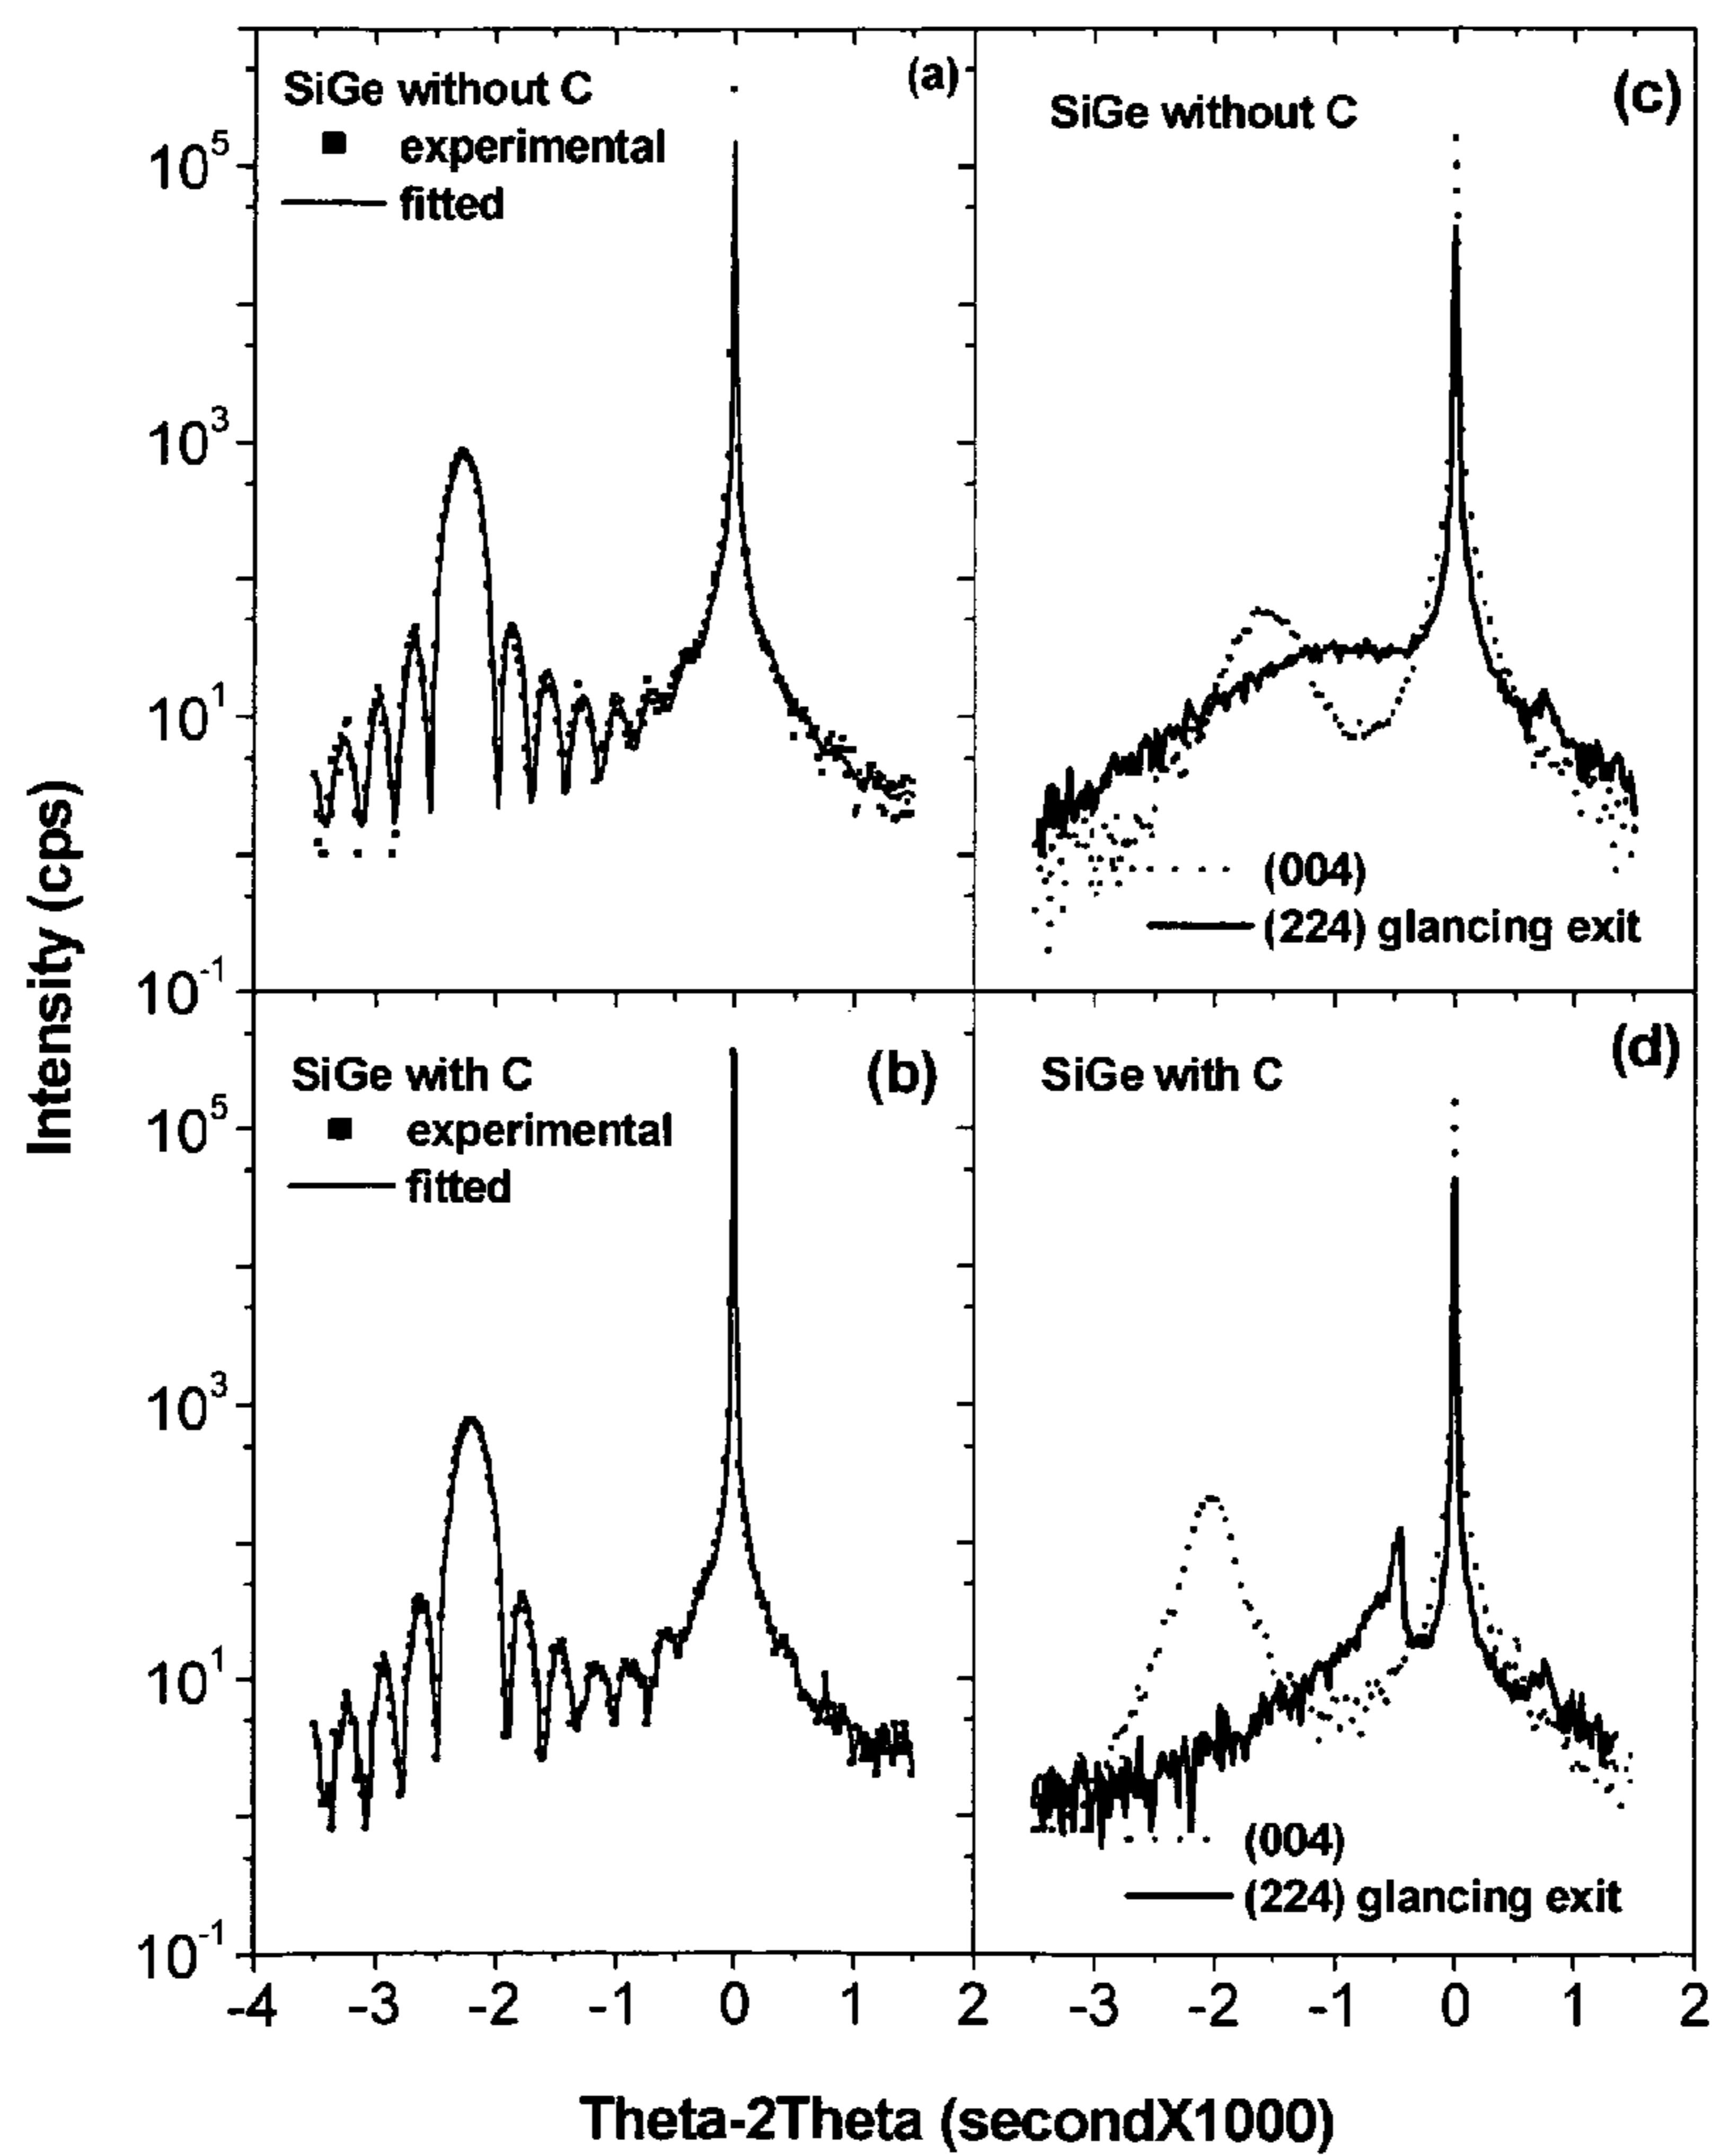 Intensity (cps)
SiGe without C
(a)
experimental
fitted
10^5
10^3
10^1
10^-1
SiGe without C
(c)
(004)
(224) glancing exit
SiGe with C
(b)
experimental
fitted
10^5
10^3
10^1
10^-1
SiGe with C
(d)
(004)
(224) glancing exit
-4 -3 -2 -1 0 1 2 -3 -2 -1 0 1 2
Theta-2Theta (secondX1000)